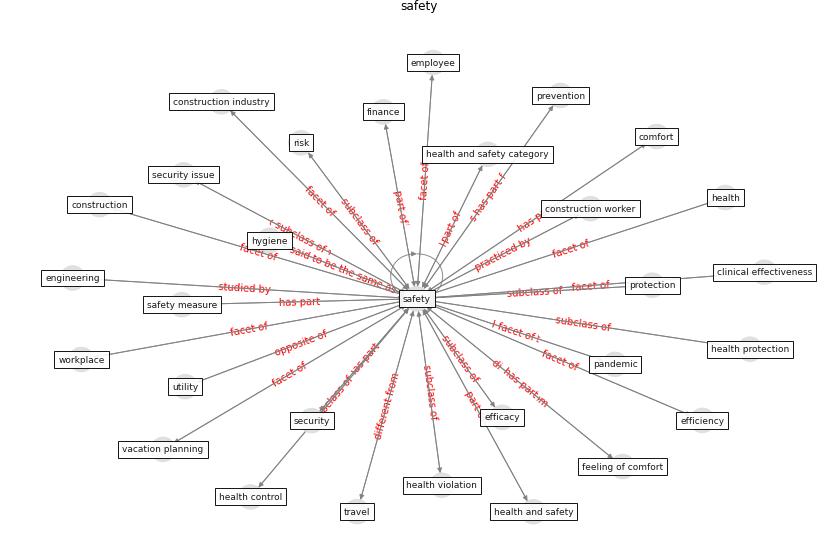 safety
employee
construction industry
finance
prevention
risk
comfort
health and safety category
security issue
health
construction
construction worker
hygiene
facet of
subclass of
part of
facet of
part of
s has part f
has p
practiced by
facet of
subclass of
facet of
said to be the same as
engineering
studied by
safety
clinical effectiveness
protection
subclass of
facet of
safety measure
has part
workplace
facet of
opposite of
facet of
subclass of
health protection
facet of
facet of
pandemic
utility
subclass of
has part
different from
subclass of
has part
part
security
efficacy
efficiency
vacation planning
feeling of comfort
health control
health violation
travel
health and safety